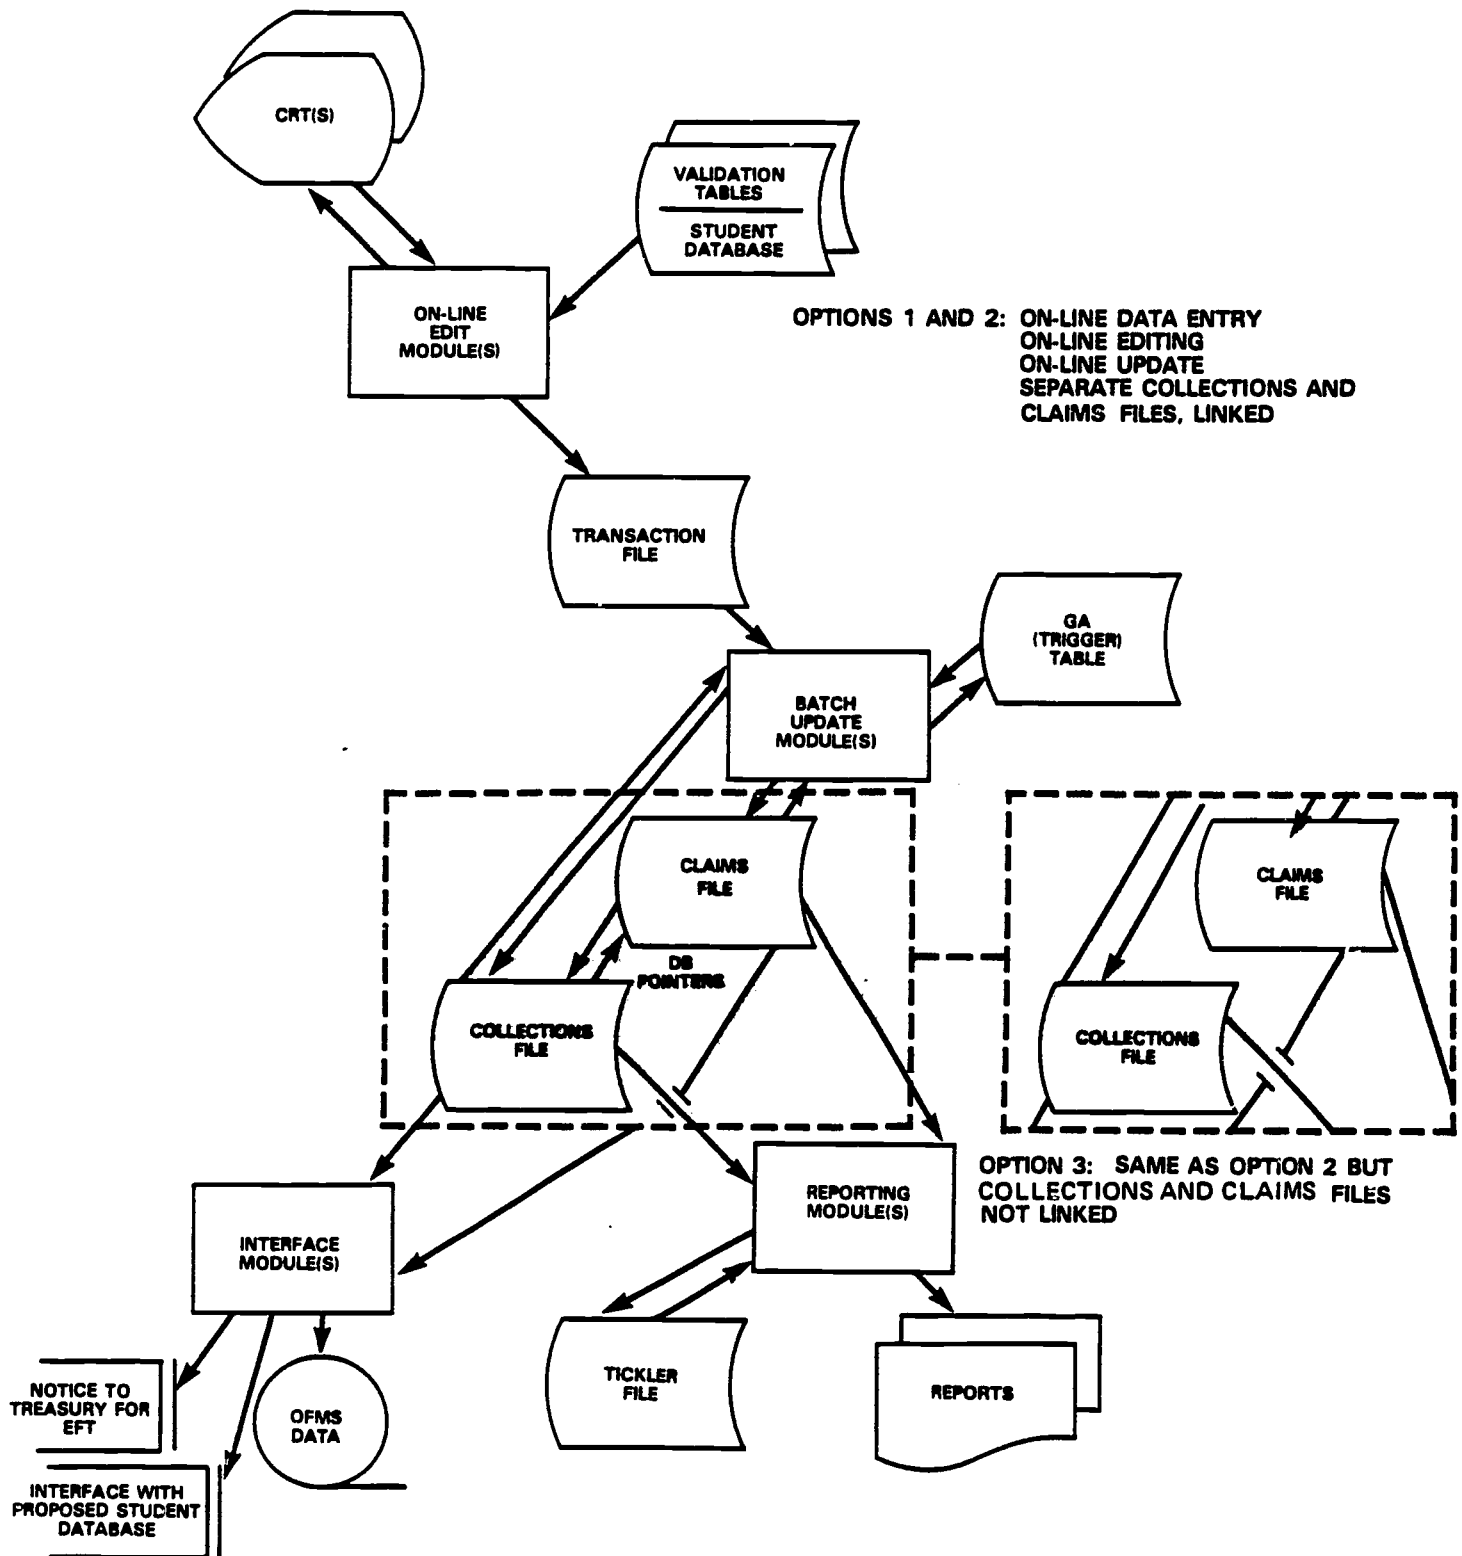 CRT(S)
VALIDATION
TABLES
STUDENT
DATABASE
ON-LINE
EDIT
MODULE(S)
OPTIONS 1 AND 2: ON-LINE DATA ENTRY
ON-LINE EDITING
ON-LINE UPDATE
SEPARATE COLLECTIONS AND
CLAIMS FILES, LINKED
TRANSACTION
FILE
GA
(TRIGGER)
TABLE
BATCH
UPDATE
MODULE(S)
CLAIMS
FILE
DB
POINTERS
COLLECTIONS
FILE
CLAIMS
FILE
COLLECTIONS
FILE
OPTION 3: SAME AS OPTION 2 BUT
COLLECTIONS AND CLAIMS FILES
NOT LINKED
REPORTING
MODULE(S)
INTERFACE
MODULE(S)
TICKLER
FILE
REPORTS
NOTICE TO
TREASURY FOR
EFT
OFMS
DATA
INTERFACE WITH
PROPOSED STUDENT
DATABASE